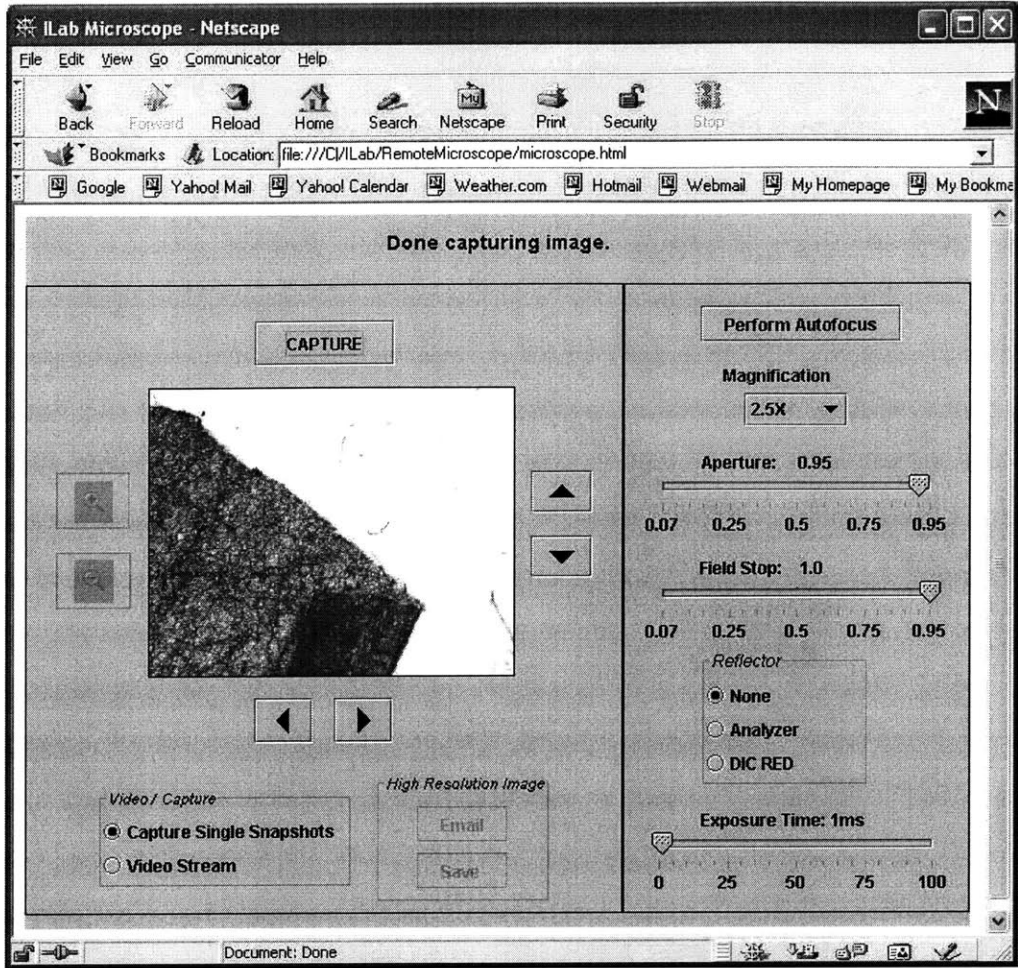 ILab Microscope - Netscape
File Edit View Go Communicator Help
Back Forward Reload Home Search Netscape Print Security Stop
My
N
Bookmarks Location: file:///C|/ILab/RemoteMicroscope/microscope.html
Google Yahoo! Mail Yahoo! Calendar Weather.com Hotmail Webmail My Homepage My Bookma
Done capturing image.
CAPTURE
Perform Autofocus
Magnification
2.5X
Aperture: 0.95
0.07 0.25 0.5 0.75 0.95
Field Stop: 1.0
0.07 0.25 0.5 0.75 0.95
Reflector
None
Analyzer
DIC RED
Video / Capture
Capture Single Snapshots
Video Stream
High Resolution Image
Email
Save
Exposure Time: 1ms
0 25 50 75 100
Document: Done